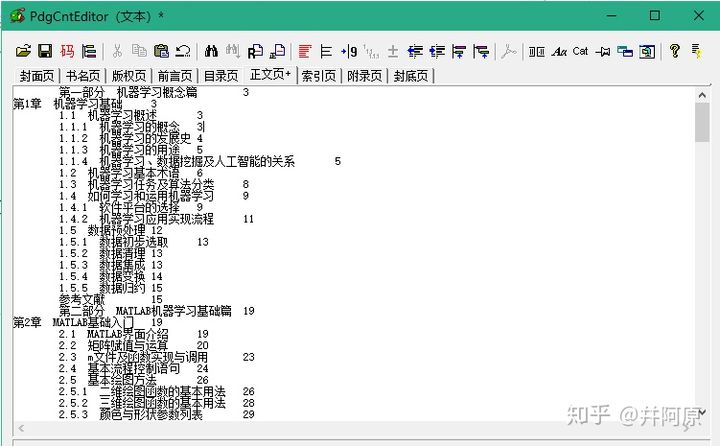 PdgCntEditor（文本）*
码 +|9 1,1.1 ± Aa Cat ?
封面页 书名页 版权页 前言页 目录页 正文页+ 索引页 附录页 封底页
第一部分 机器学习概念篇 3
第1章 机器学习基础 3
1.1 机器学习概述 3
1.1.1 机器学习的概念 3
1.1.2 机器学习的发展史 4
1.1.3 机器学习的用途 5
1.1.4 机器学习、数据挖掘及人工智能的关系 5
1.2 机器学习基本术语 6
1.3 机器学习任务及算法分类 8
1.4 如何学习和运用机器学习 9
1.4.1 软件平台的选择 9
1.4.2 机器学习应用实现流程 11
1.5 数据预处理 12
1.5.1 数据初步选取 13
1.5.2 数据清理 13
1.5.3 数据集成 13
1.5.4 数据变换 14
1.5.5 数据归约 15
参考文献 15
第二部分 MATLAB机器学习基础篇 19
第2章 MATLAB基础入门 19
2.1 MATLAB界面介绍 19
2.2 矩阵赋值与运算 20
2.3 m文件及函数实现与调用 23
2.4 基本流程控制语句 24
2.5 基本绘图方法 26
2.5.1 二维绘图函数的基本用法 26
2.5.2 三维绘图函数的基本用法 28
2.5.3 颜色与形状参数列表 29
知乎 @井阿原